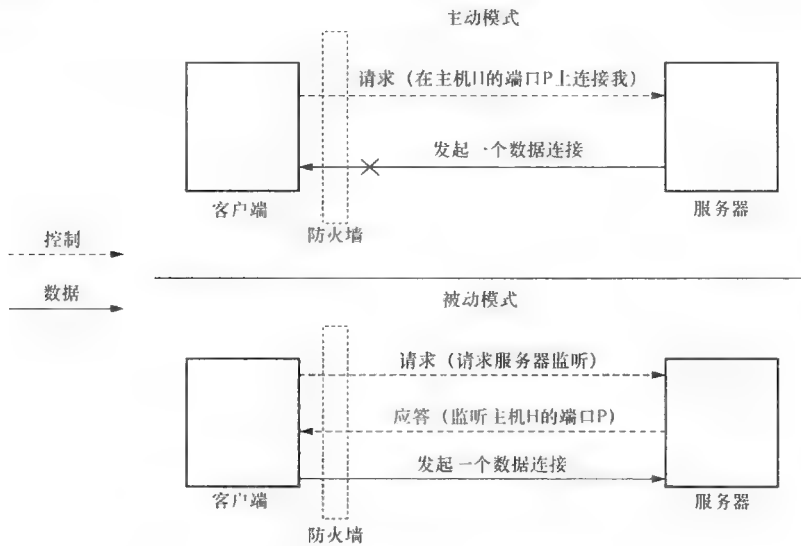 主动模式
请求（在主机H的端口P上连接我）
发起一个数据连接
客户端
服务器
防火墙
控制
数据
被动模式
请求（请求服务器监听）
应答（监听主机H的端口P）
发起一个数据连接
客户端
服务器
防火墙